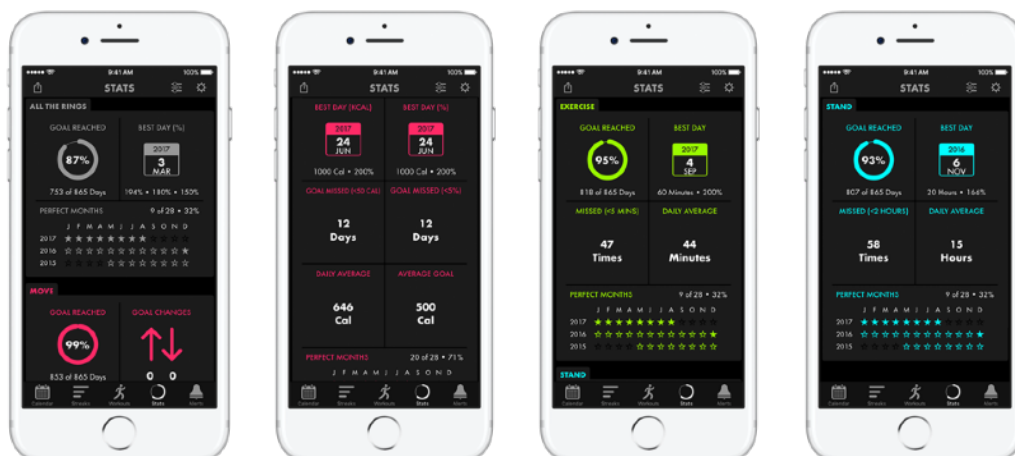 9:41 AM 100%
STATS
ALL THE RINGS
GOAL REACHED BEST DAY (%)
87%
2017
3
MAR
753 of 865 Days 194% • 180% • 150%
PERFECT MONTHS 9 of 28 • 32%
J F M A M J J A S O N D
2017
2016
2015
MOVE
GOAL REACHED GOAL CHANGES
99%
853 of 865 Days 0 0
Calendar Streaks Workouts Stats Merits
9:41 AM 100%
STATS
BEST DAY (KCAL) BEST DAY (%)
2017 2017
24 24
JUN JUN
1000 Cal • 200% 1000 Cal • 200%
GOAL MISSED (<50 CAL) GOAL MISSED (<5%)
12 12
Days Days
DAILY AVERAGE AVERAGE GOAL
646 500
Cal Cal
PERFECT MONTHS 20 of 28 • 71%
J F M A M J J A S O N D
Calendar Streaks Workouts Stats Merits
9:41 AM 100%
STATS
EXERCISE
GOAL REACHED BEST DAY
95%
2017
4
SEP
818 of 865 Days 60 Minutes • 200%
MISSED (<5 MINS) DAILY AVERAGE
47 44
Times Minutes
PERFECT MONTHS 9 of 28 • 32%
J F M A M J J A S O N D
2017
2016
2015
STAND
Calendar Streaks Workouts Stats Merits
9:41 AM 100%
STATS
STAND
GOAL REACHED BEST DAY
93%
2016
6
NOV
807 of 865 Days 20 Hours • 166%
MISSED (<2 HOURS) DAILY AVERAGE
58 15
Times Hours
PERFECT MONTHS 9 of 28 • 32%
J F M A M J J A S O N D
2017
2016
2015
Calendar Streaks Workouts Stats Merits